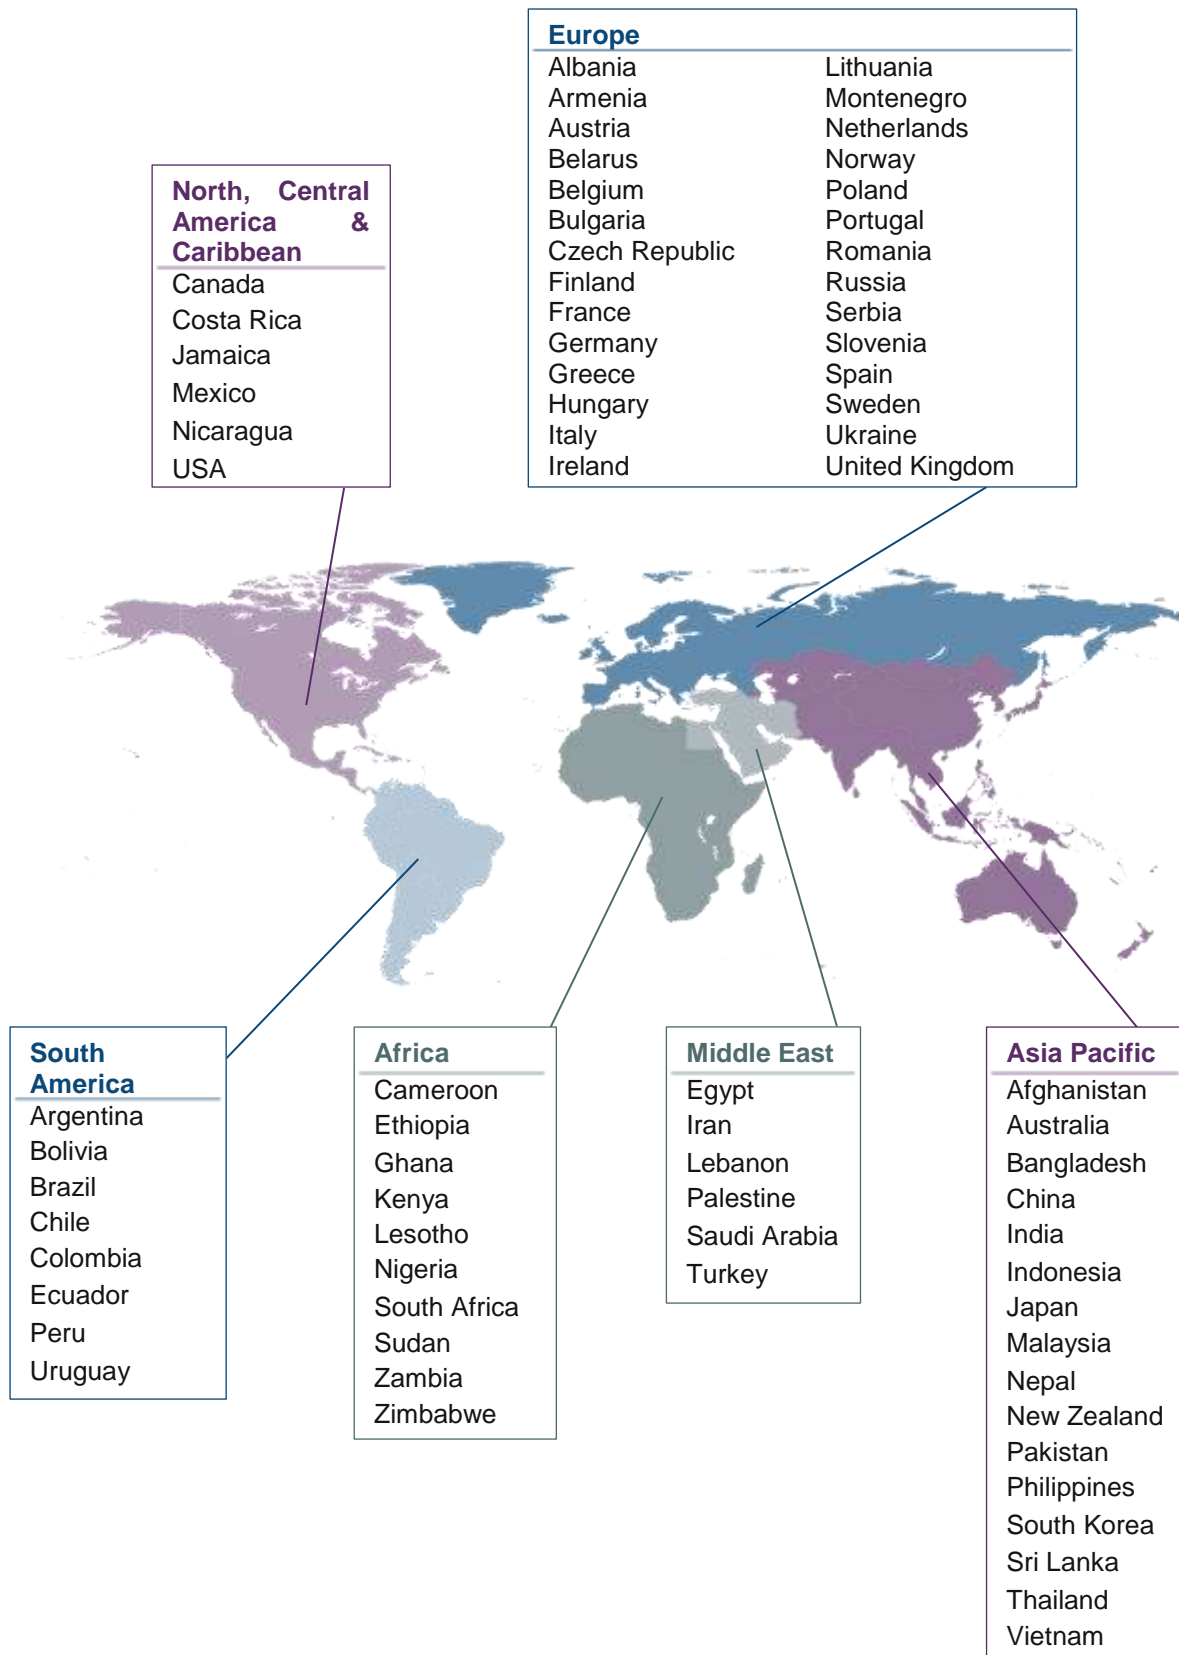 Europe
Albania
Armenia
Austria
Belarus
Belgium
Bulgaria
Czech Republic
Finland
France
Germany
Greece
Hungary
Italy
Ireland
Lithuania
Montenegro
Netherlands
Norway
Poland
Portugal
Romania
Russia
Serbia
Slovenia
Spain
Sweden
Ukraine
United Kingdom
North, Central
America &
Caribbean
Canada
Costa Rica
Jamaica
Mexico
Nicaragua
USA
South
America
Argentina
Bolivia
Brazil
Chile
Colombia
Ecuador
Peru
Uruguay
Africa
Cameroon
Ethiopia
Ghana
Kenya
Lesotho
Nigeria
South Africa
Sudan
Zambia
Zimbabwe
Middle East
Egypt
Iran
Lebanon
Palestine
Saudi Arabia
Turkey
Asia Pacific
Afghanistan
Australia
Bangladesh
China
India
Indonesia
Japan
Malaysia
Nepal
New Zealand
Pakistan
Philippines
South Korea
Sri Lanka
Thailand
Vietnam